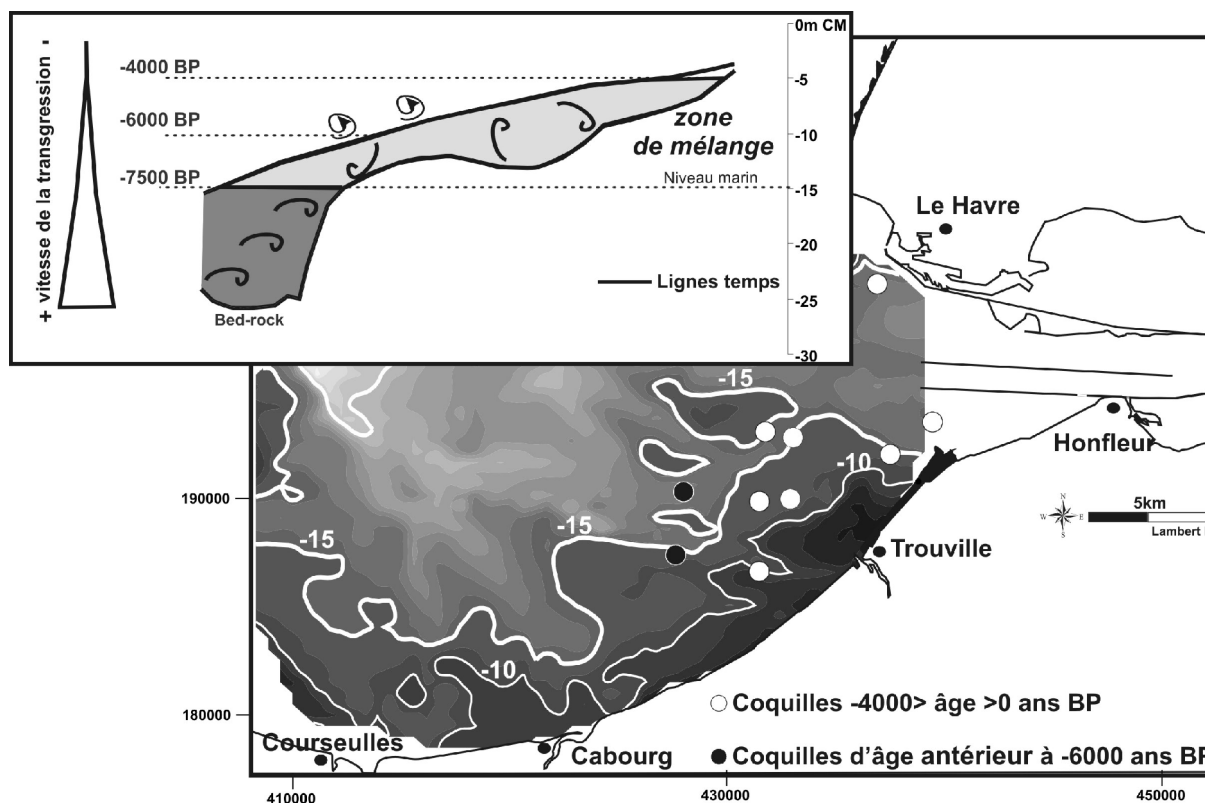 0m CM
-4000 BP
-5
-6000 BP
-10
zone
de mélange
-7500 BP
Niveau marin
-15
+ vitesse de la transgression -
-20
Lignes temps
-25
Bed-rock
-30
Le Havre
-15
Honfleur
-10
190000
N
W E
S
5km
Lambert
-15
-15
Trouville
-10
Coquilles -4000> âge >0 ans BP
180000
Courseulles
Cabourg
Coquilles d'âge antérieur à -6000 ans BP
410000
430000
450000